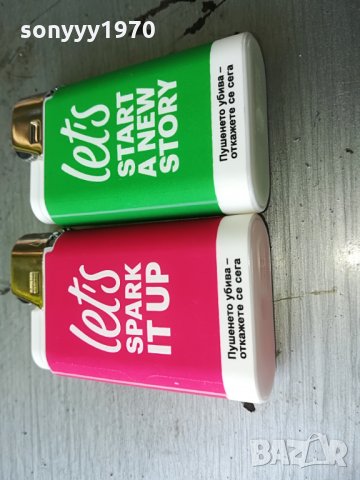 sonyyy1970
let's
START
A NEW
STORY
Пушенето убива –
откажете се сега
let's
SPARK
IT UP
Пушенето убива –
откажете се сега
BAZAR